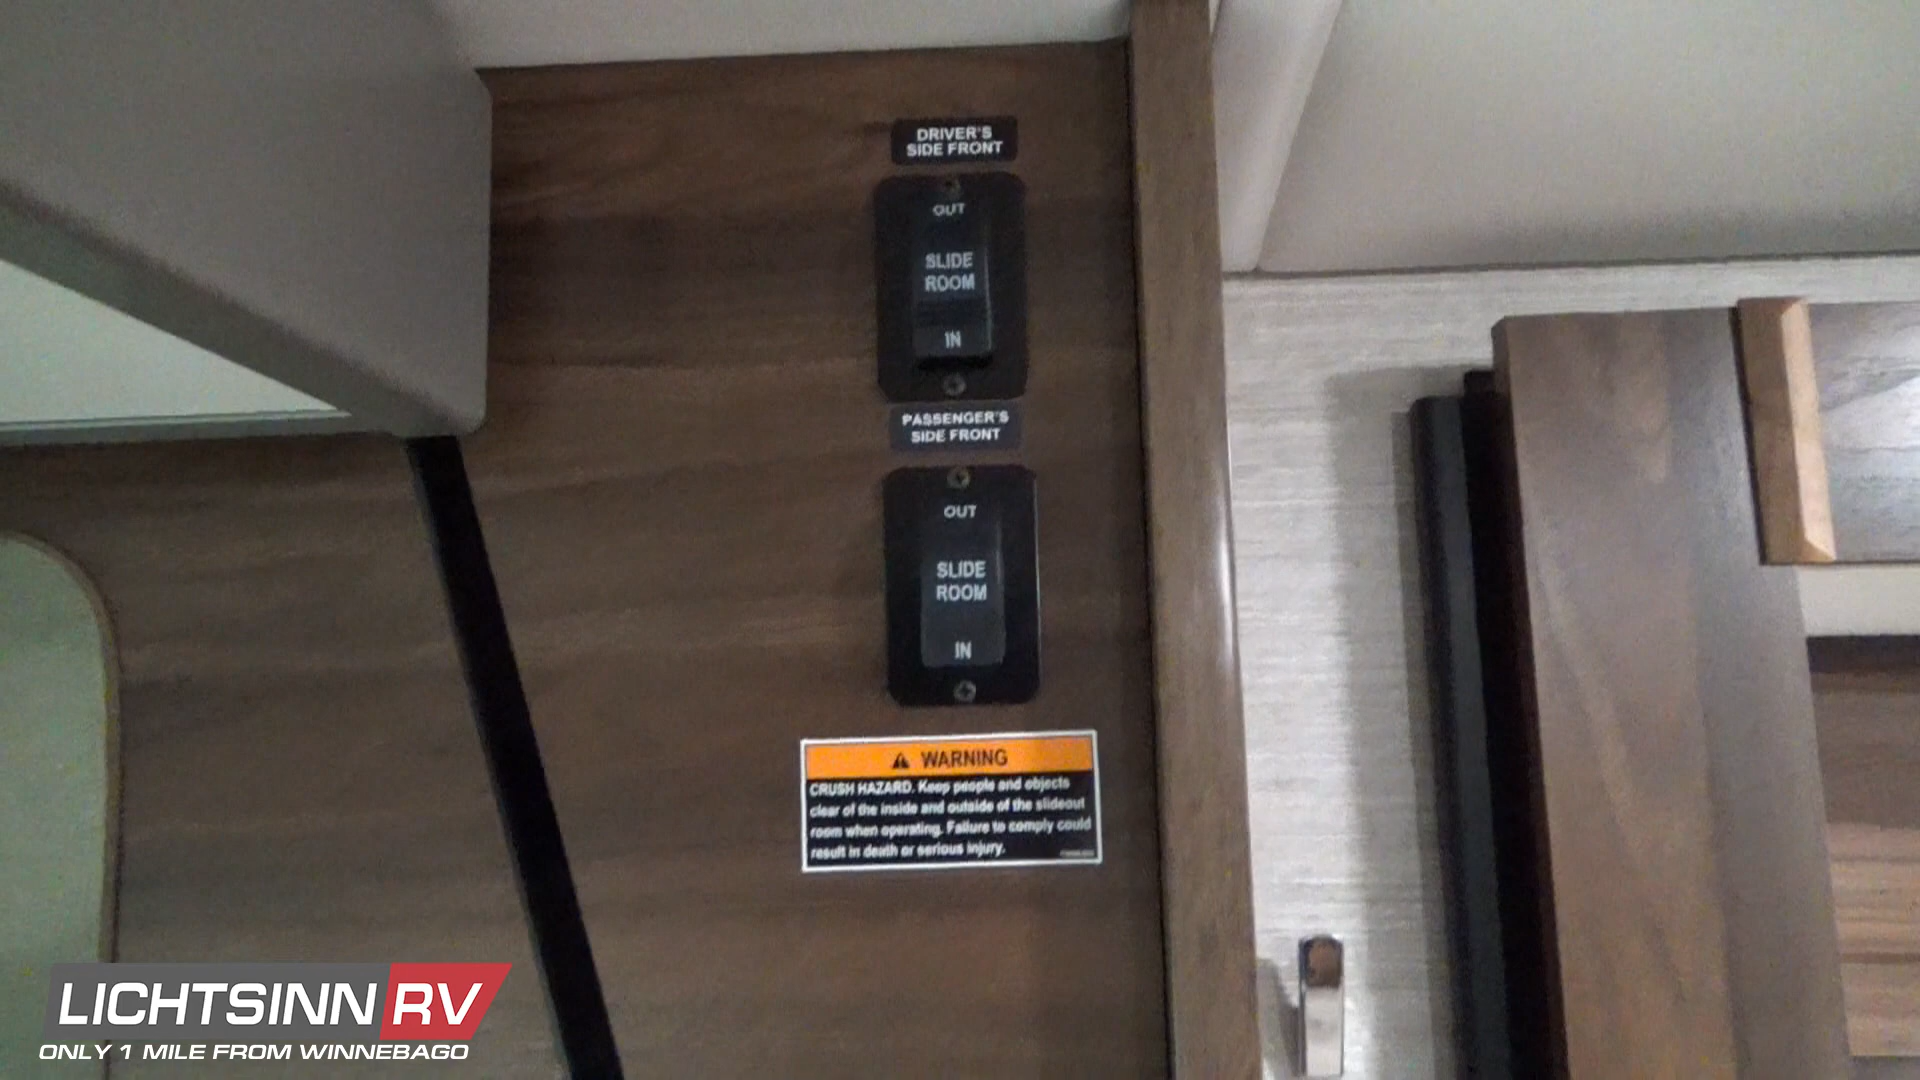 DRIVER'S
SIDE FRONT
OUT
SLIDE
ROOM
IN
PASSENGER'S
SIDE FRONT
OUT
SLIDE
ROOM
IN
WARNING
CRUSH HAZARD. Keep people and objects
clear of the inside and outside of the slideout
room when operating. Failure to comply could
result in death or serious injury.
LICHTSINN RV
ONLY 1 MILE FROM WINNEBAGO